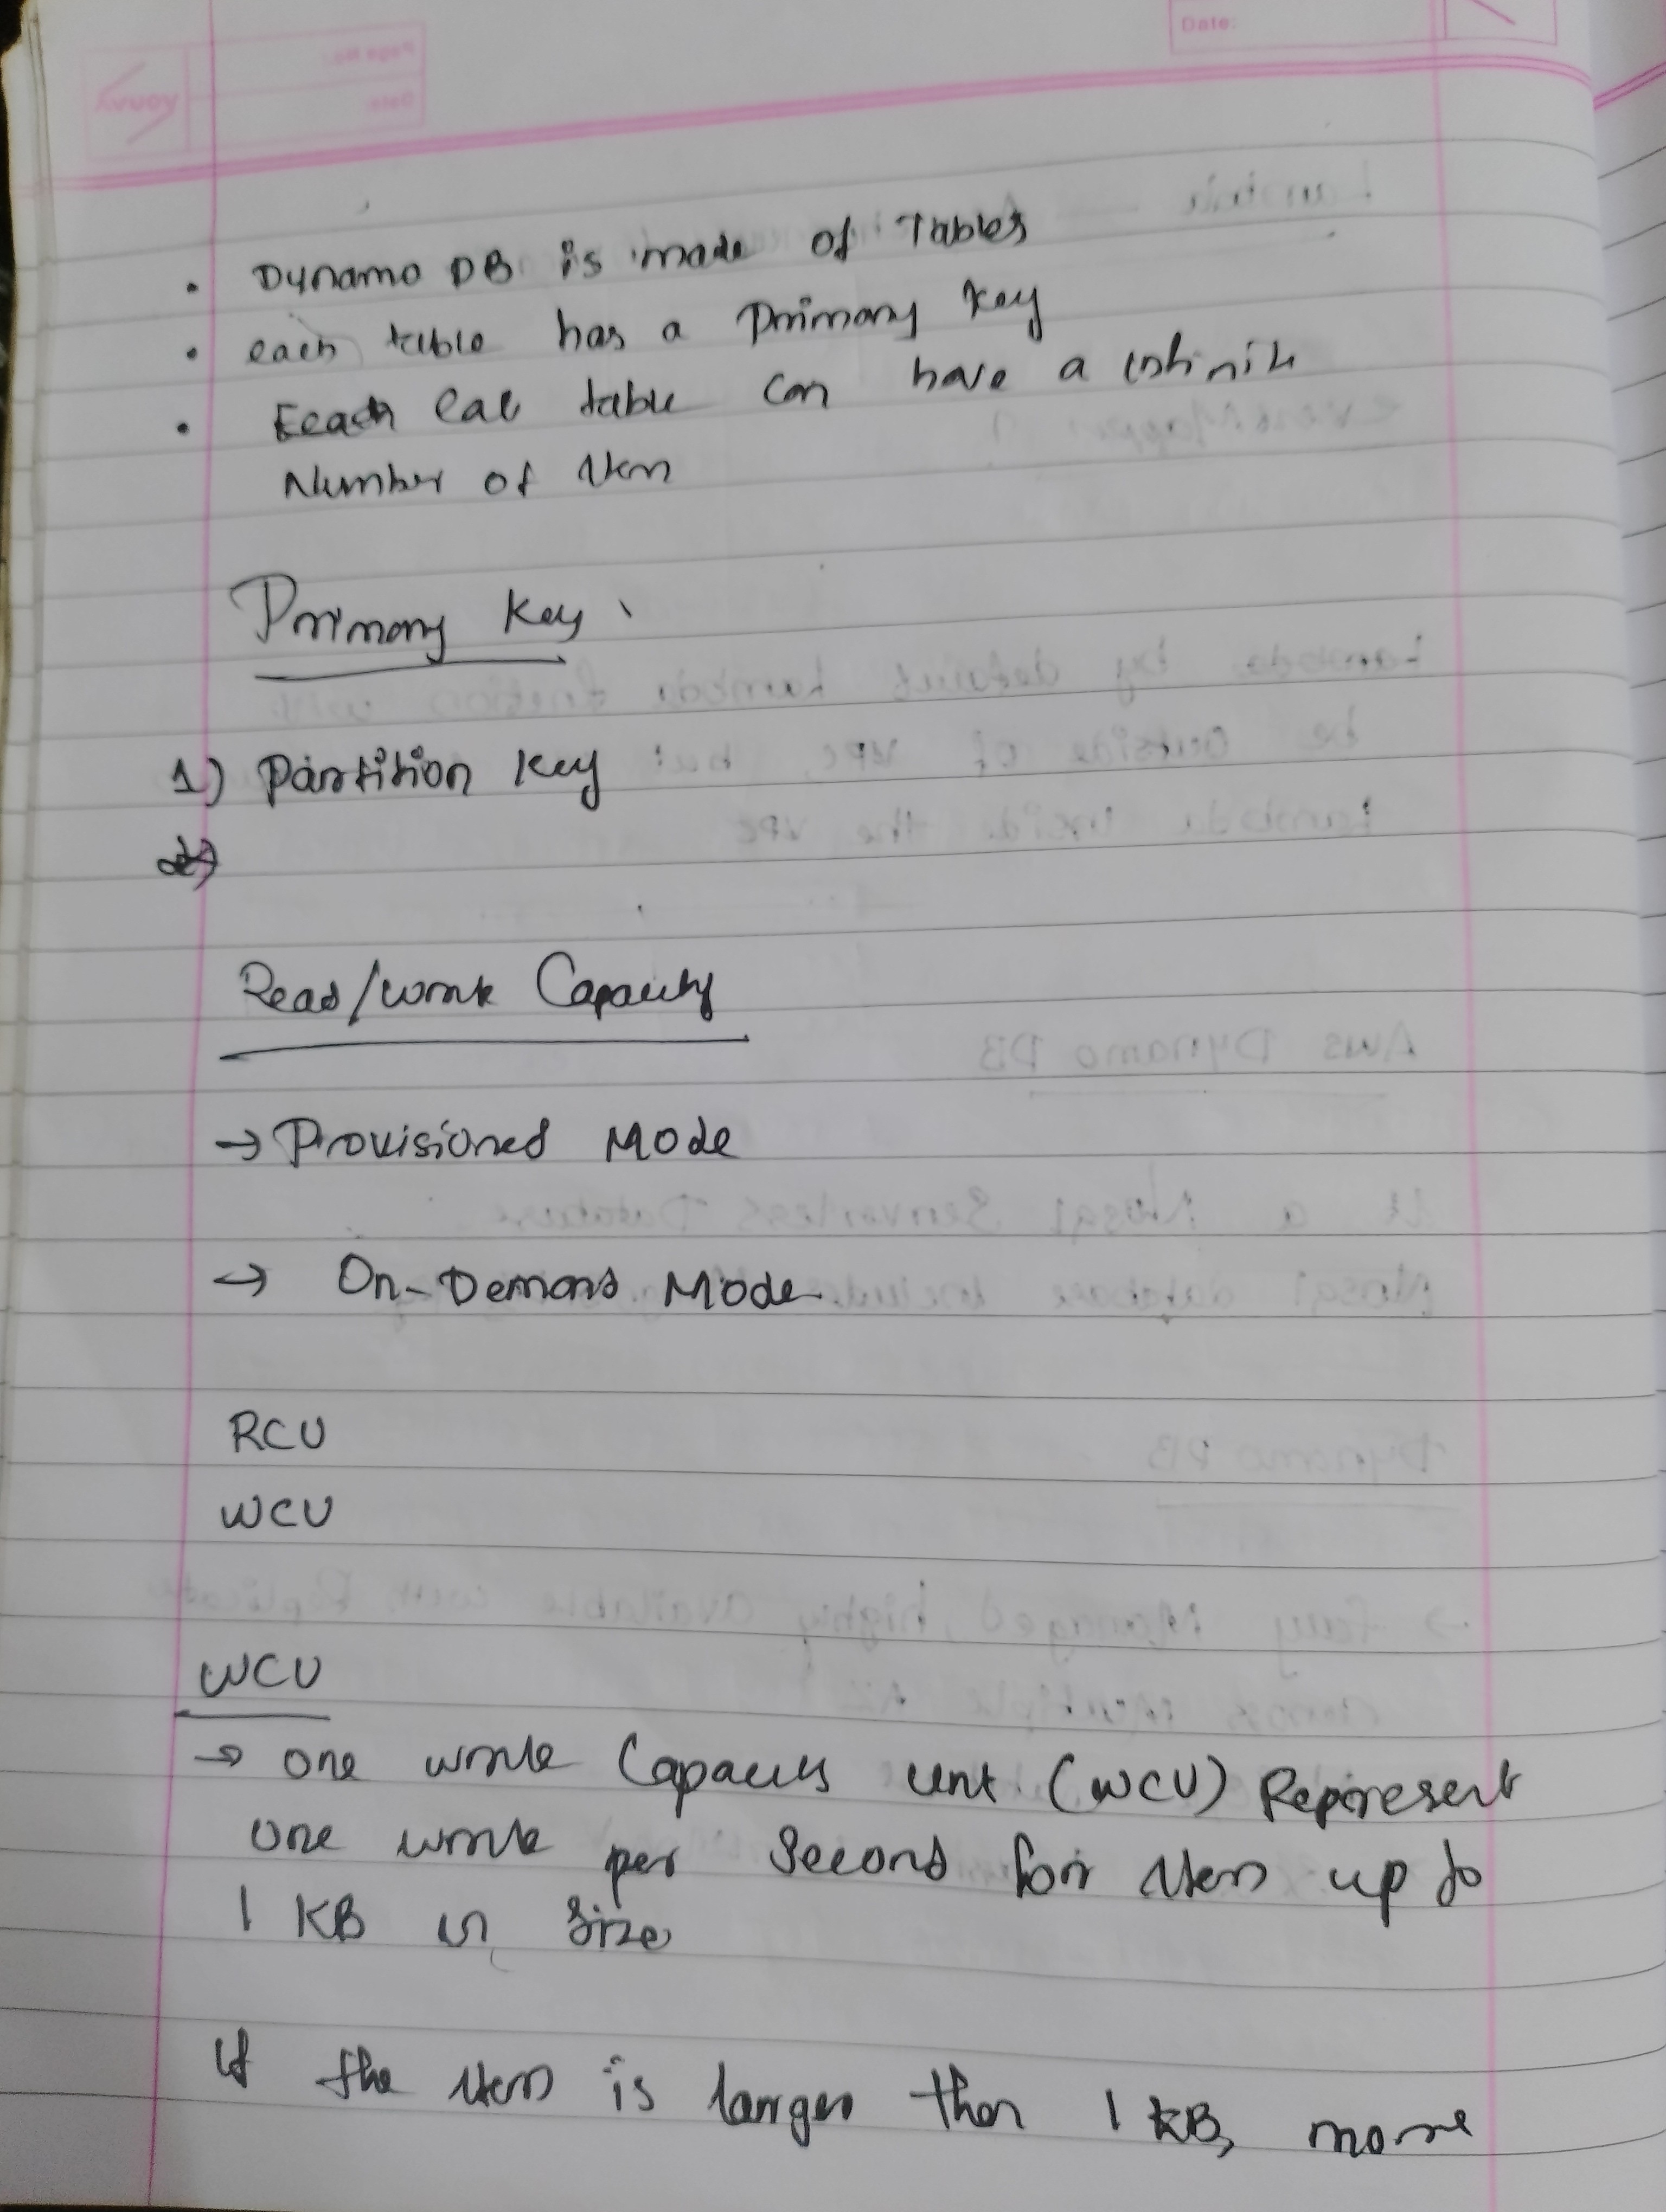 Date:
• Dynamo DB is made of Tables
• each table has a Primary Key
• Eeach table can have a infinite
Number of item
Primary Key
1) Partition Key
Read/write Capacity
→ Provisioned Mode
→ On-Demand Mode
RCU
WCU
WCU
→ one write Capacity unit (WCU) Represent
one write per Second for item up to
1 KB in size
if the item is larger then 1 KB, more